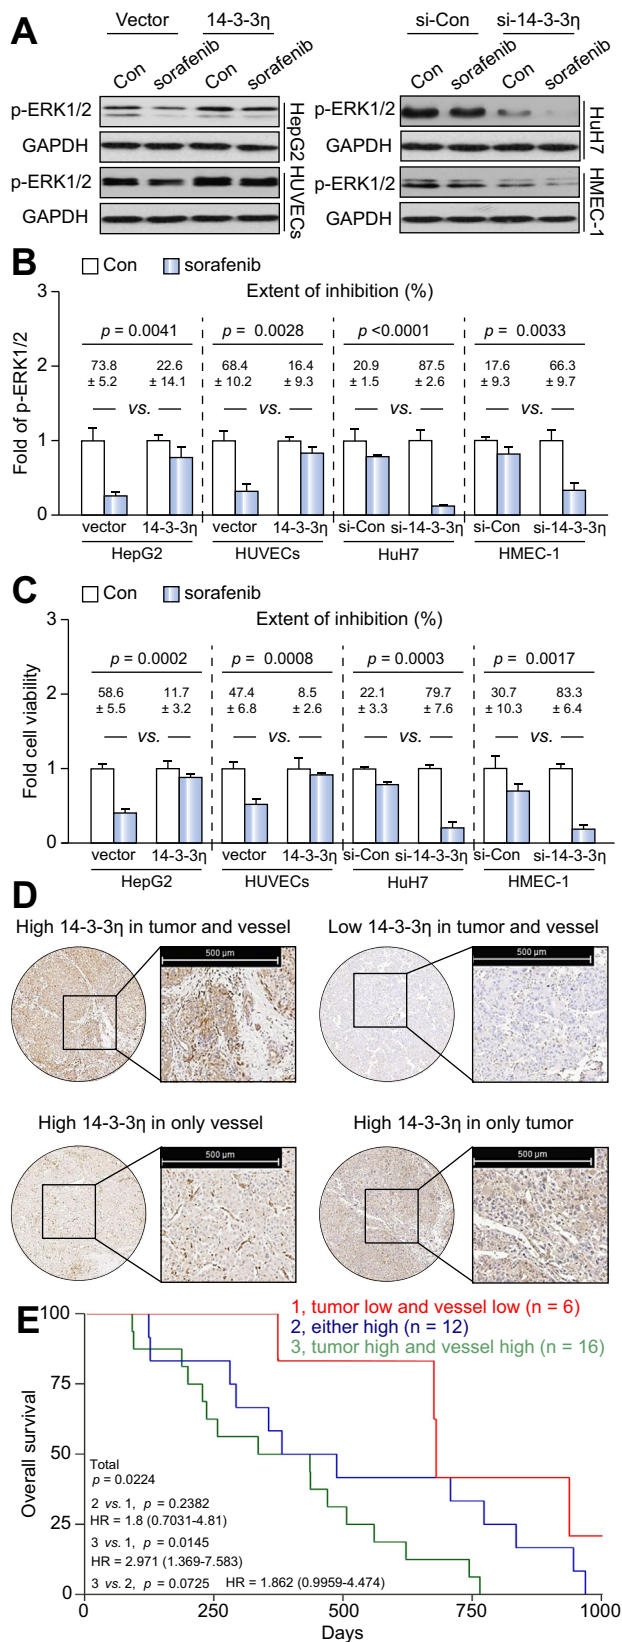 A
Vector 14-3-3η
Con sorafenib Con sorafenib
p-ERK1/2
GAPDH
HepG2
p-ERK1/2
GAPDH
HUVECs
si-Con si-14-3-3η
Con sorafenib Con sorafenib
p-ERK1/2
GAPDH
HuH7
p-ERK1/2
GAPDH
HMEC-1
B
Con sorafenib
Extent of inhibition (%)
p = 0.0041 p = 0.0028 p <0.0001 p = 0.0033
73.8 22.6 68.4 16.4 20.9 87.5 17.6 66.3
± 5.2 ± 14.1 ± 10.2 ± 9.3 ± 1.5 ± 2.6 ± 9.3 ± 9.7
vs. vs. vs. vs.
Fold of p-ERK1/2
3
2
1
0
vector 14-3-3η vector 14-3-3η si-Con si-14-3-3η si-Con si-14-3-3η
HepG2 HUVECs HuH7 HMEC-1
C
Con sorafenib
Extent of inhibition (%)
p = 0.0002 p = 0.0008 p = 0.0003 p = 0.0017
58.6 11.7 47.4 8.5 22.1 79.7 30.7 83.3
± 5.5 ± 3.2 ± 6.8 ± 2.6 ± 3.3 ± 7.6 ± 10.3 ± 6.4
vs. vs. vs. vs.
Fold cell viability
3
2
1
0
vector 14-3-3η vector 14-3-3η si-Con si-14-3-3η si-Con si-14-3-3η
HepG2 HUVECs HuH7 HMEC-1
D
High 14-3-3η in tumor and vessel
500 µm
Low 14-3-3η in tumor and vessel
500 µm
High 14-3-3η in only vessel
500 µm
High 14-3-3η in only tumor
500 µm
E
1, tumor low and vessel low (n = 6)
2, either high (n = 12)
3, tumor high and vessel high (n = 16)
Overall survival
100
75
50
25
0
Total
p = 0.0224
2 vs. 1, p = 0.2382
HR = 1.8 (0.7031-4.81)
3 vs. 1, p = 0.0145
HR = 2.971 (1.369-7.583)
3 vs. 2, p = 0.0725 HR = 1.862 (0.9959-4.474)
0 250 500 750 1000
Days